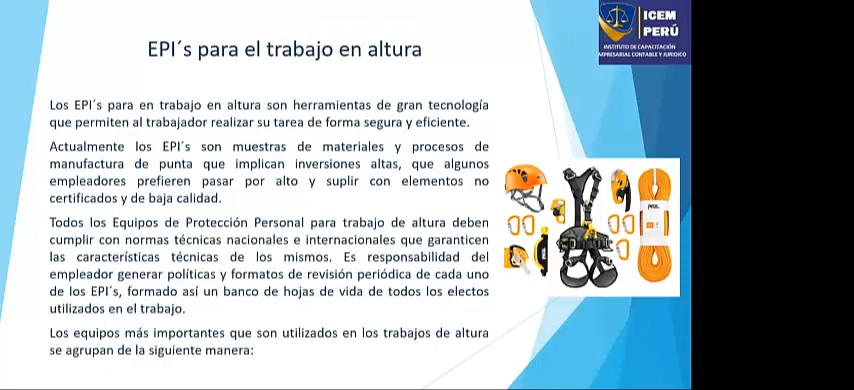 EPI´s para el trabajo en altura
ICEM
PERÚ
INSTITUTO DE CAPACITACIÓN
EMPRESARIAL CONTABLE Y JURIDICO
Los EPI´s para en trabajo en altura son herramientas de gran tecnología
que permiten al trabajador realizar su tarea de forma segura y eficiente.
Actualmente los EPI´s son muestras de materiales y procesos de
manufactura de punta que implican inversiones altas, que algunos
empleadores prefieren pasar por alto y suplir con elementos no
certificados y de baja calidad.
Todos los Equipos de Protección Personal para trabajo de altura deben
cumplir con normas técnicas nacionales e internacionales que garanticen
las características técnicas de los mismos. Es responsabilidad del
empleador generar políticas y formatos de revisión periódica de cada uno
de los EPI´s, formado así un banco de hojas de vida de todos los electos
utilizados en el trabajo.
Los equipos más importantes que son utilizados en los trabajos de altura
se agrupan de la siguiente manera: